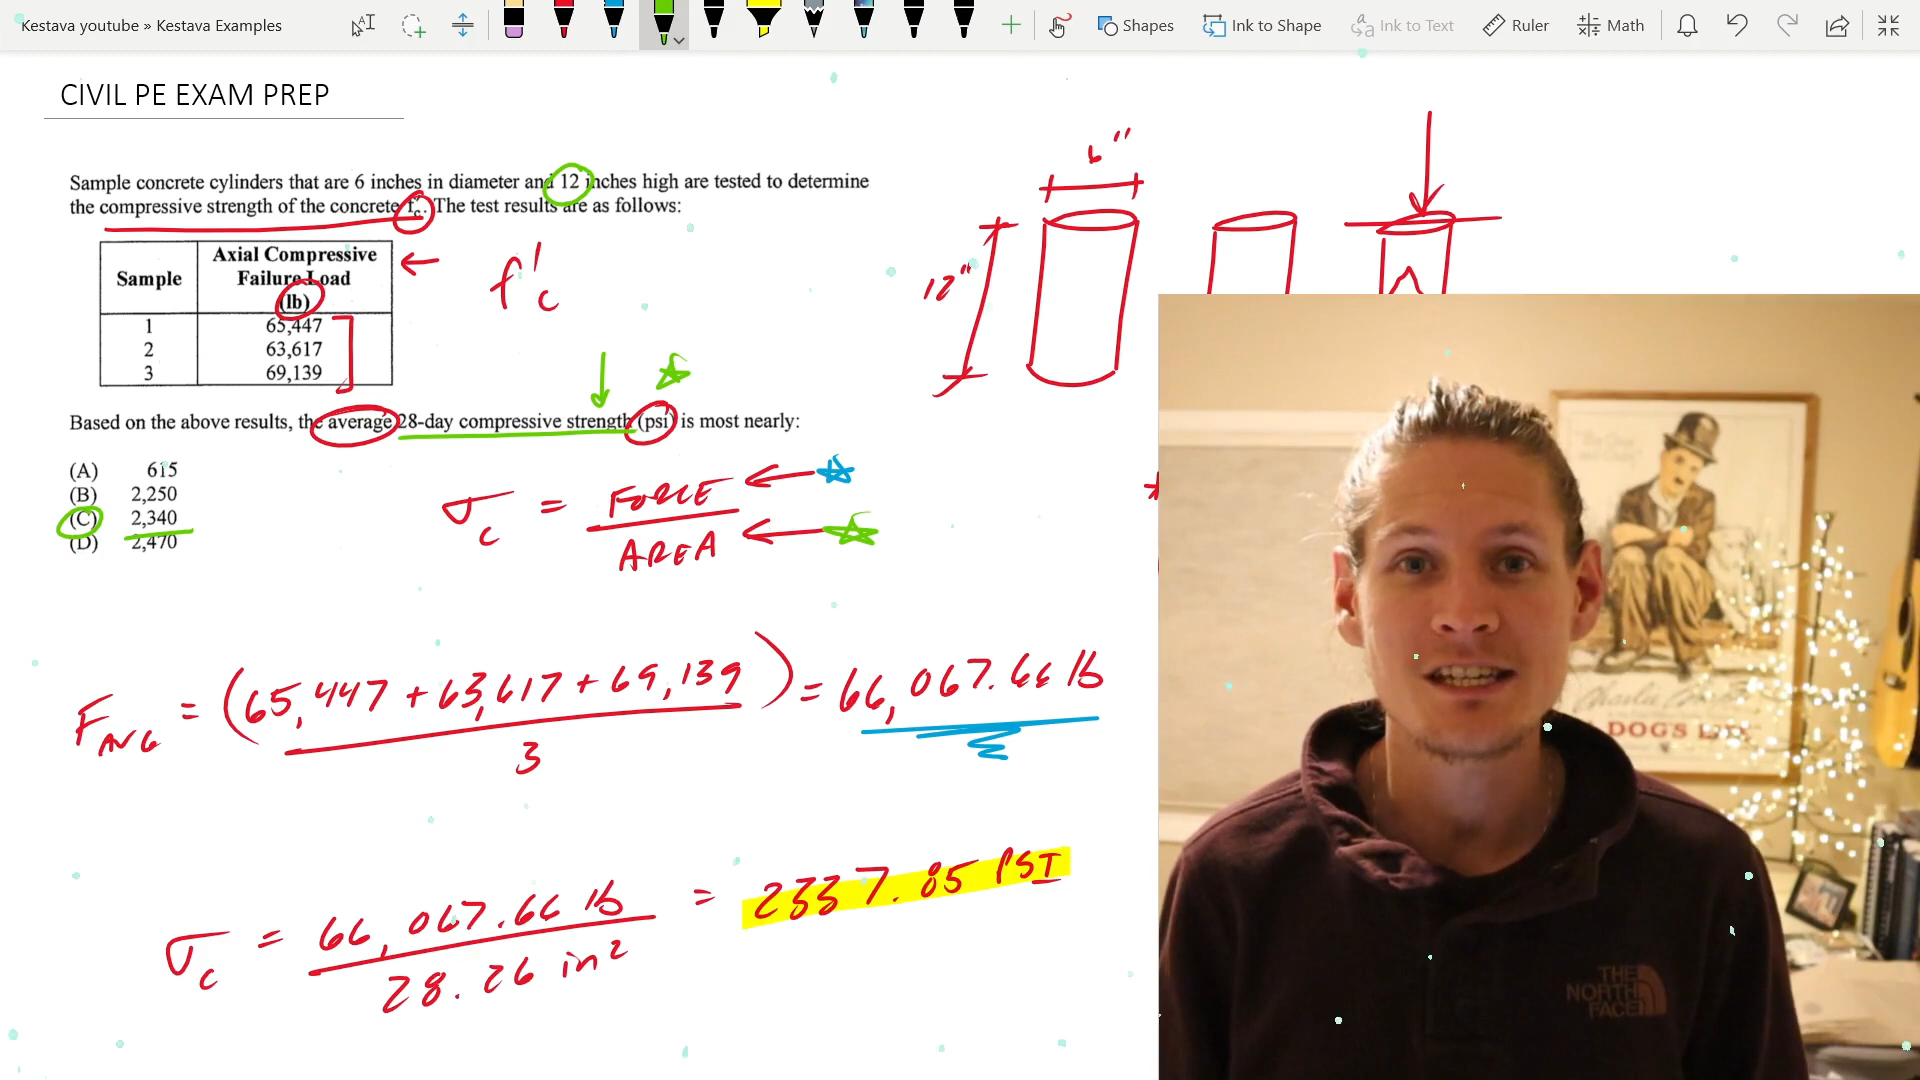 Kestava youtube » Kestava Examples
Shapes
Ink to Shape
Ink to Text
Ruler
Math
CIVIL PE EXAM PREP
Sample concrete cylinders that are 6 inches in diameter and 12 inches high are tested to determine
the compressive strength of the concrete f'c. The test results are as follows:
Sample
Axial Compressive
Failure Load
(lb)
1 65,447
2 63,617
3 69,139
f'c
6"
12"
Based on the above results, the average 28-day compressive strength (psi) is most nearly:
(A) 615
(B) 2,250
(C) 2,340
(D) 2,470
σc = FORCE
AREA
FAVG = (65,447 + 63,617 + 69,139) = 66,067.66 lb
3
σc = 66,067.66 lb = 2337.85 PSI
28.26 in²
A DOG'S LIFE
THE
NORTH
FACE